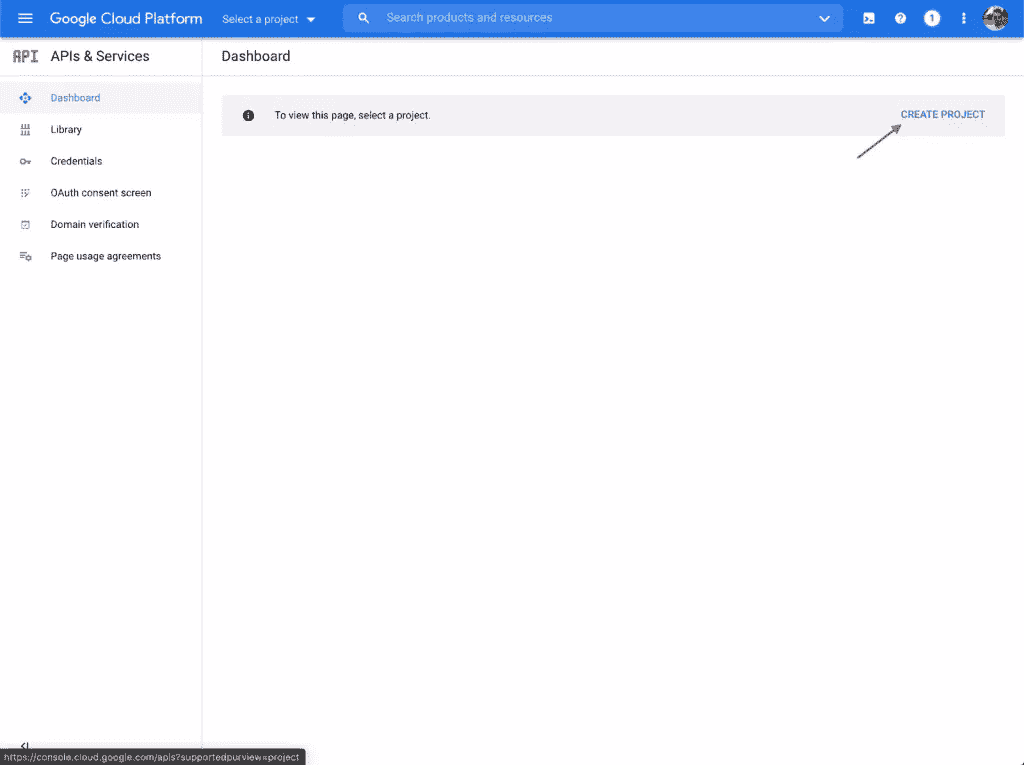 Google Cloud Platform Select a project Search products and resources 1
API APIs & Services Dashboard
Dashboard
To view this page, select a project. CREATE PROJECT
Library
Credentials
OAuth consent screen
Domain verification
Page usage agreements
https://console.cloud.google.com/apis?supportedpurview=project